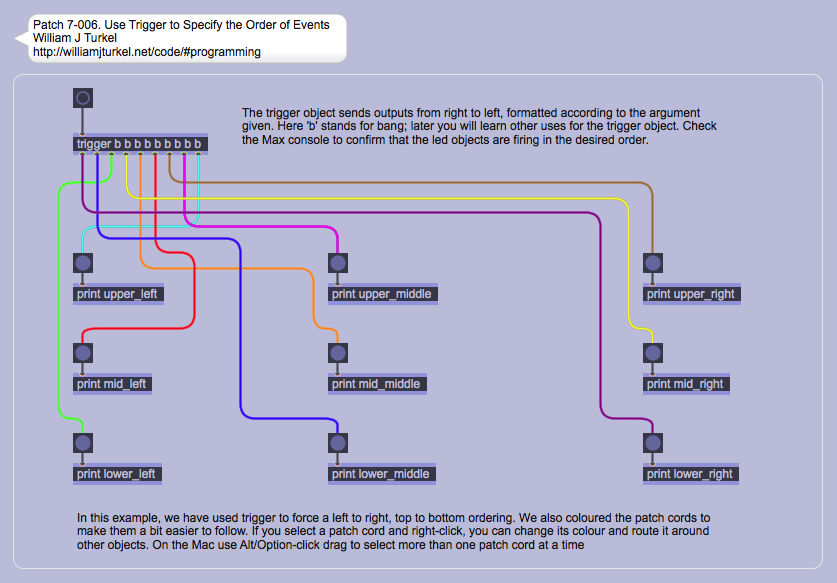 Patch 7-006. Use Trigger to Specify the Order of Events
William J Turkel
http://williamjturkel.net/code/#programming
The trigger object sends outputs from right to left, formatted according to the argument
given. Here 'b' stands for bang; later you will learn other uses for the trigger object. Check
the Max console to confirm that the led objects are firing in the desired order.
trigger b b b b b b b b b
print upper_left
print upper_middle
print upper_right
print mid_left
print mid_middle
print mid_right
print lower_left
print lower_middle
print lower_right
In this example, we have used trigger to force a left to right, top to bottom ordering. We also coloured the patch cords to
make them a bit easier to follow. If you select a patch cord and right-click, you can change its colour and route it around
other objects. On the Mac use Alt/Option-click drag to select more than one patch cord at a time